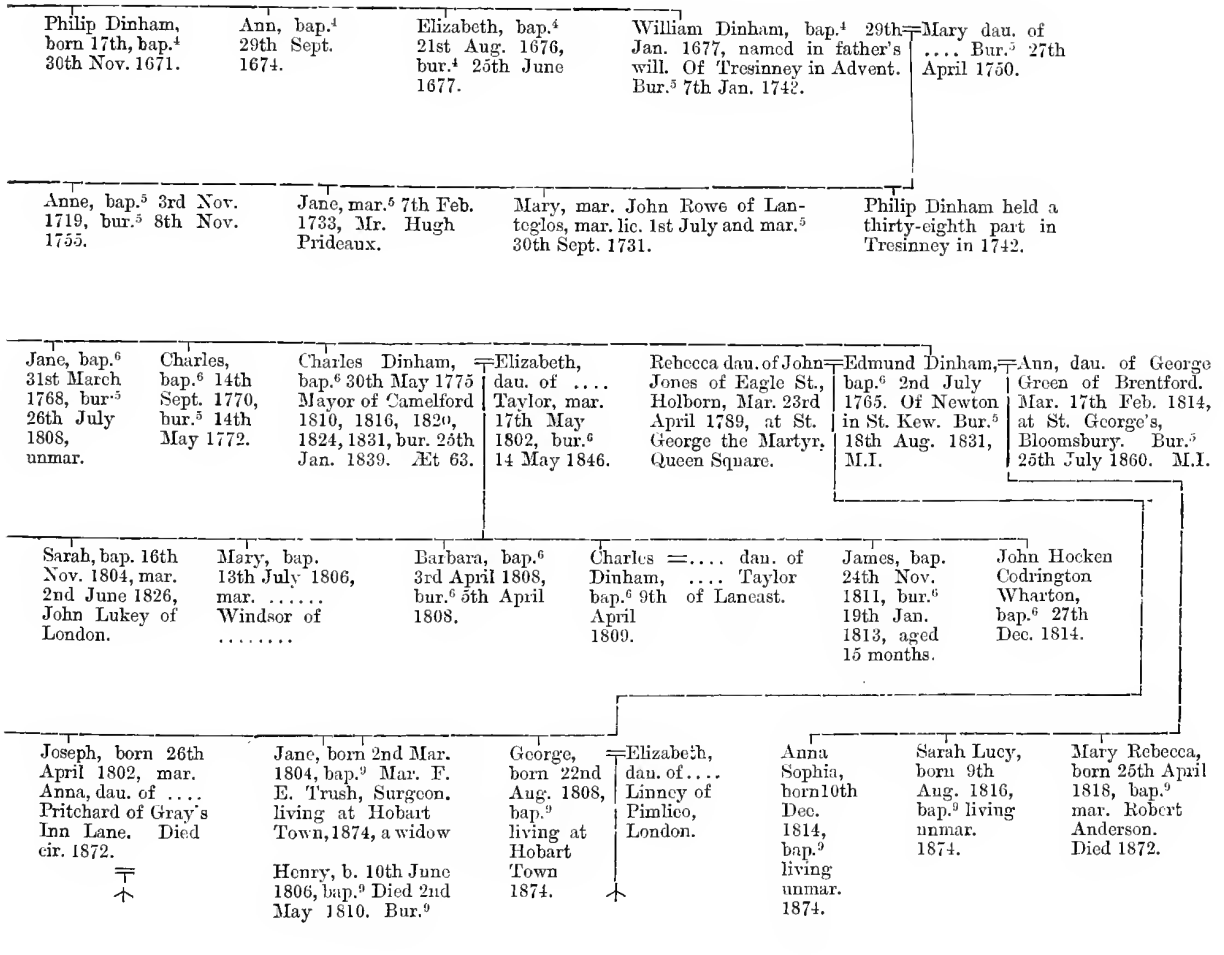 Philip Dinham,
born 17th, bap.⁴
30th Nov. 1671.
Ann, bap.⁴
29th Sept.
1674.
Elizabeth, bap.⁴
21st Aug. 1676,
bur.⁴ 25th June
1677.
William Dinham, bap.⁴ 29th
Jan. 1677, named in father's
will. Of Tresinney in Advent.
Bur.⁵ 7th Jan. 1742.
Mary dau. of
.... Bur.⁵ 27th
April 1750.
Anne, bap.⁵ 3rd Nov.
1719, bur.⁵ 8th Nov.
1755.
Jane, mar.⁵ 7th Feb.
1733, Mr. Hugh
Prideaux.
Mary, mar. John Rowe of Lan-
teglos, mar. lic. 1st July and mar.⁵
30th Sept. 1731.
Philip Dinham held a
thirty-eighth part in
Tresinney in 1742.
Jane, bap.⁶
31st March
1768, bur.⁵
26th July
1808,
unmar.
Charles,
bap.⁶ 14th
Sept. 1770,
bur.⁵ 14th
May 1772.
Charles Dinham,
bap.⁶ 30th May 1775
Mayor of Camelford
1810, 1816, 1820,
1824, 1831, bur. 25th
Jan. 1839. Æt 63.
Elizabeth,
dau. of ....
Taylor, mar.
17th May
1802, bur.⁶
14 May 1846.
Rebecca dau. of John
Jones of Eagle St.,
Holborn, Mar. 23rd
April 1789, at St.
George the Martyr,
Queen Square.
Edmund Dinham,
bap.⁶ 2nd July
1765. Of Newton
in St. Kew. Bur.⁵
18th Aug. 1831,
M.I.
Ann, dau. of George
Green of Brentford.
Mar. 17th Feb. 1814,
at St. George's,
Bloomsbury. Bur.⁵
25th July 1860. M.I.
Sarah, bap. 16th
Nov. 1804, mar.
2nd June 1826,
John Lukey of
London.
Mary, bap.
13th July 1806,
mar. ......
Windsor of
........
Barbara, bap.⁶
3rd April 1808,
bur.⁶ 5th April
1808.
Charles
Dinham,
bap.⁶ 9th
April
1809.
.... dau. of
.... Taylor
of Laneast.
James, bap.
24th Nov.
1811, bur.⁶
19th Jan.
1813, aged
15 months.
John Hocken
Codrington
Wharton,
bap.⁶ 27th
Dec. 1814.
Joseph, born 26th
April 1802, mar.
Anna, dau. of ....
Pritchard of Gray's
Inn Lane. Died
cir. 1872.
Jane, born 2nd Mar.
1804, bap.⁹ Mar. F.
E. Trush, Surgeon.
living at Hobart
Town, 1874, a widow
Henry, b. 10th June
1806, bap.⁹ Died 2nd
May 1810. Bur.⁹
George,
born 22nd
Aug. 1808,
bap.⁹
living at
Hobart
Town
1874.
Elizabeth,
dau. of....
Linney of
Pimlico,
London.
Anna
Sophia,
born 10th
Dec.
1814,
bap.⁹
living
unmar.
1874.
Sarah Lucy,
born 9th
Aug. 1816,
bap.⁹ living
unmar.
1874.
Mary Rebecca,
born 25th April
1818, bap.⁹
mar. Robert
Anderson.
Died 1872.